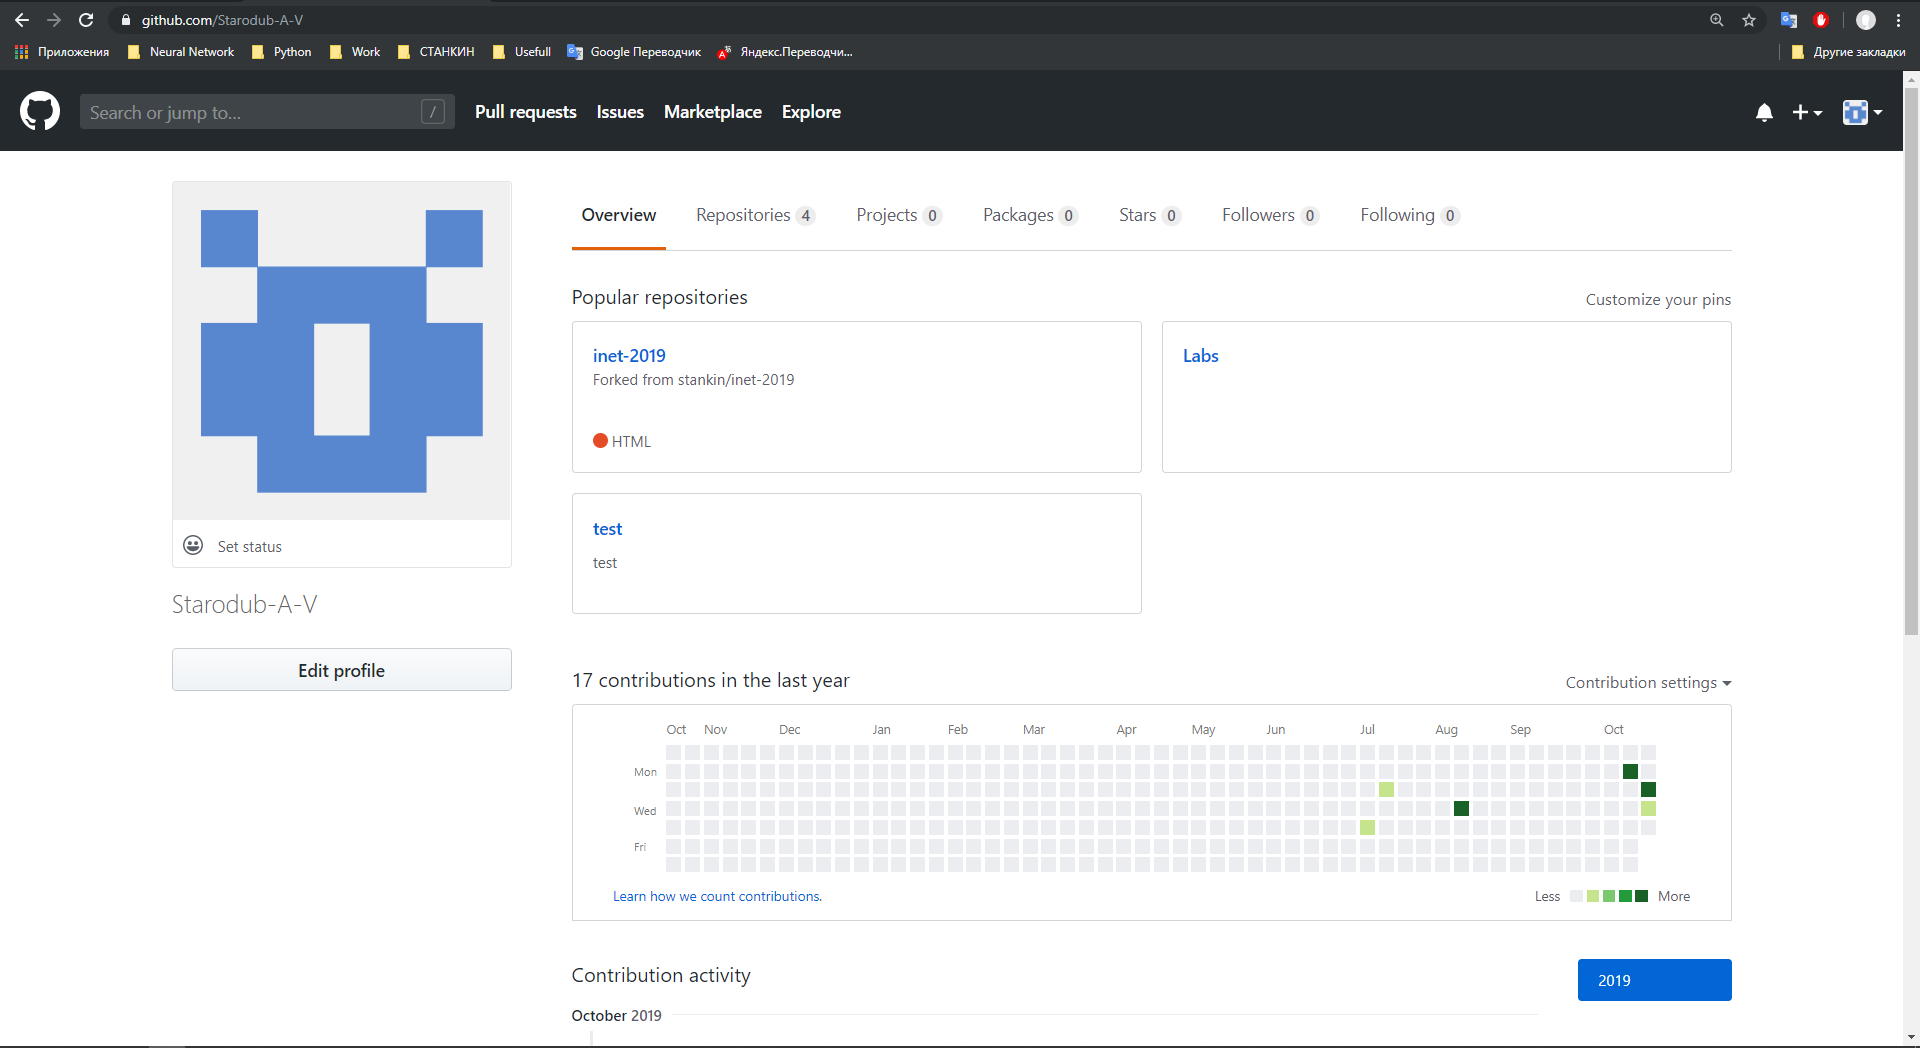 github.com/Starodub-A-V
Приложения Neural Network Python Work СТАНКИН Usefull Google Переводчик Яндекс.Переводчи... Другие закладки
Search or jump to... / Pull requests Issues Marketplace Explore
Overview Repositories 4 Projects 0 Packages 0 Stars 0 Followers 0 Following 0
Popular repositories Customize your pins
inet-2019
Forked from stankin/inet-2019
HTML
Labs
test
test
Set status
Starodub-A-V
Edit profile
17 contributions in the last year Contribution settings
Oct Nov Dec Jan Feb Mar Apr May Jun Jul Aug Sep Oct
Mon
Wed
Fri
Learn how we count contributions. Less More
Contribution activity 2019
October 2019